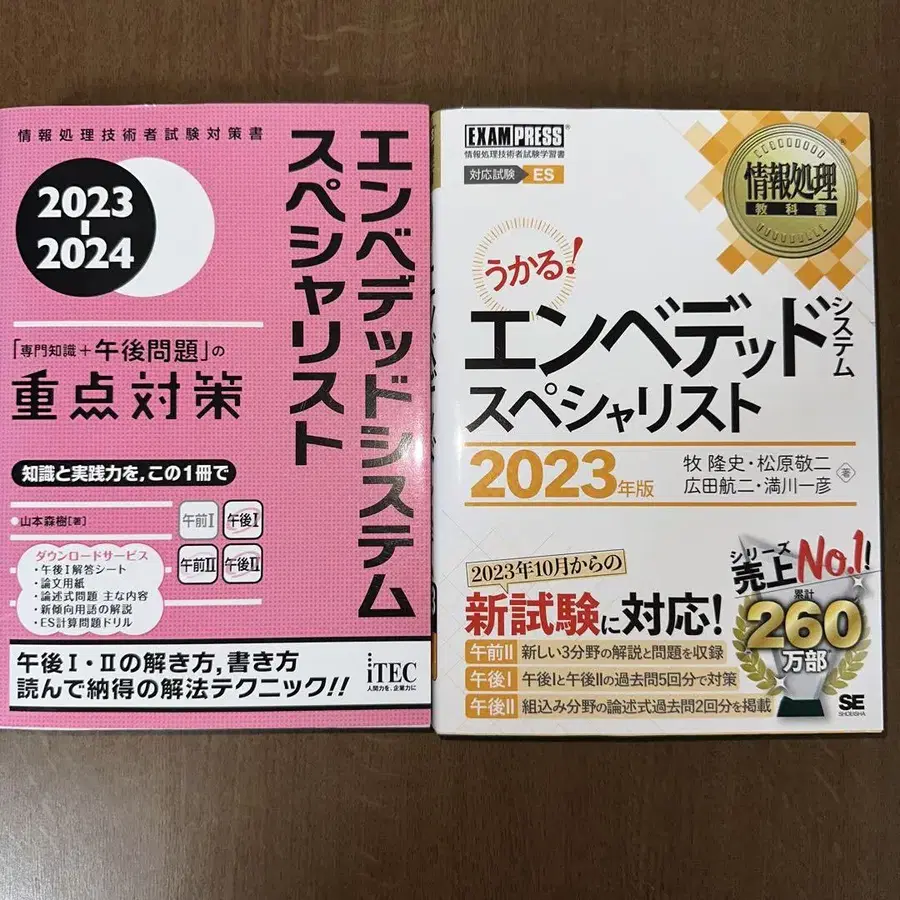 情報処理技術者試験対策書
2023
-
2024
エンベデッドシステム
スペシャリスト
「専門知識+午後問題」の
重点対策
知識と実践力を,この1冊で
山本森樹[著]
午前I
午後I
午前II
午後II
ダウンロードサービス
・午後I解答シート
・論文用紙
・論述式問題 主な内容
・新傾向用語の解説
・ES計算問題ドリル
午後I・IIの解き方,書き方
読んで納得の解法テクニック!!
iTEC
人間力を、企業力に
EXAMPRESS®
情報処理技術者試験学習書
対応試験 ES
情報処理
教科書
うかる!
エンベデッドシステム
スペシャリスト
2023年版
牧 隆史・松原敬二
広田航二・満川一彦 著
2023年10月からの
新試験に対応!
午前II 新しい3分野の解説と問題を収録
午後I 午後Iと午後IIの過去問5回分で対策
午後II 組込み分野の論述式過去問2回分を掲載
シリーズ
売上No.1!
累計
260
万部
SE
SHOEISHA